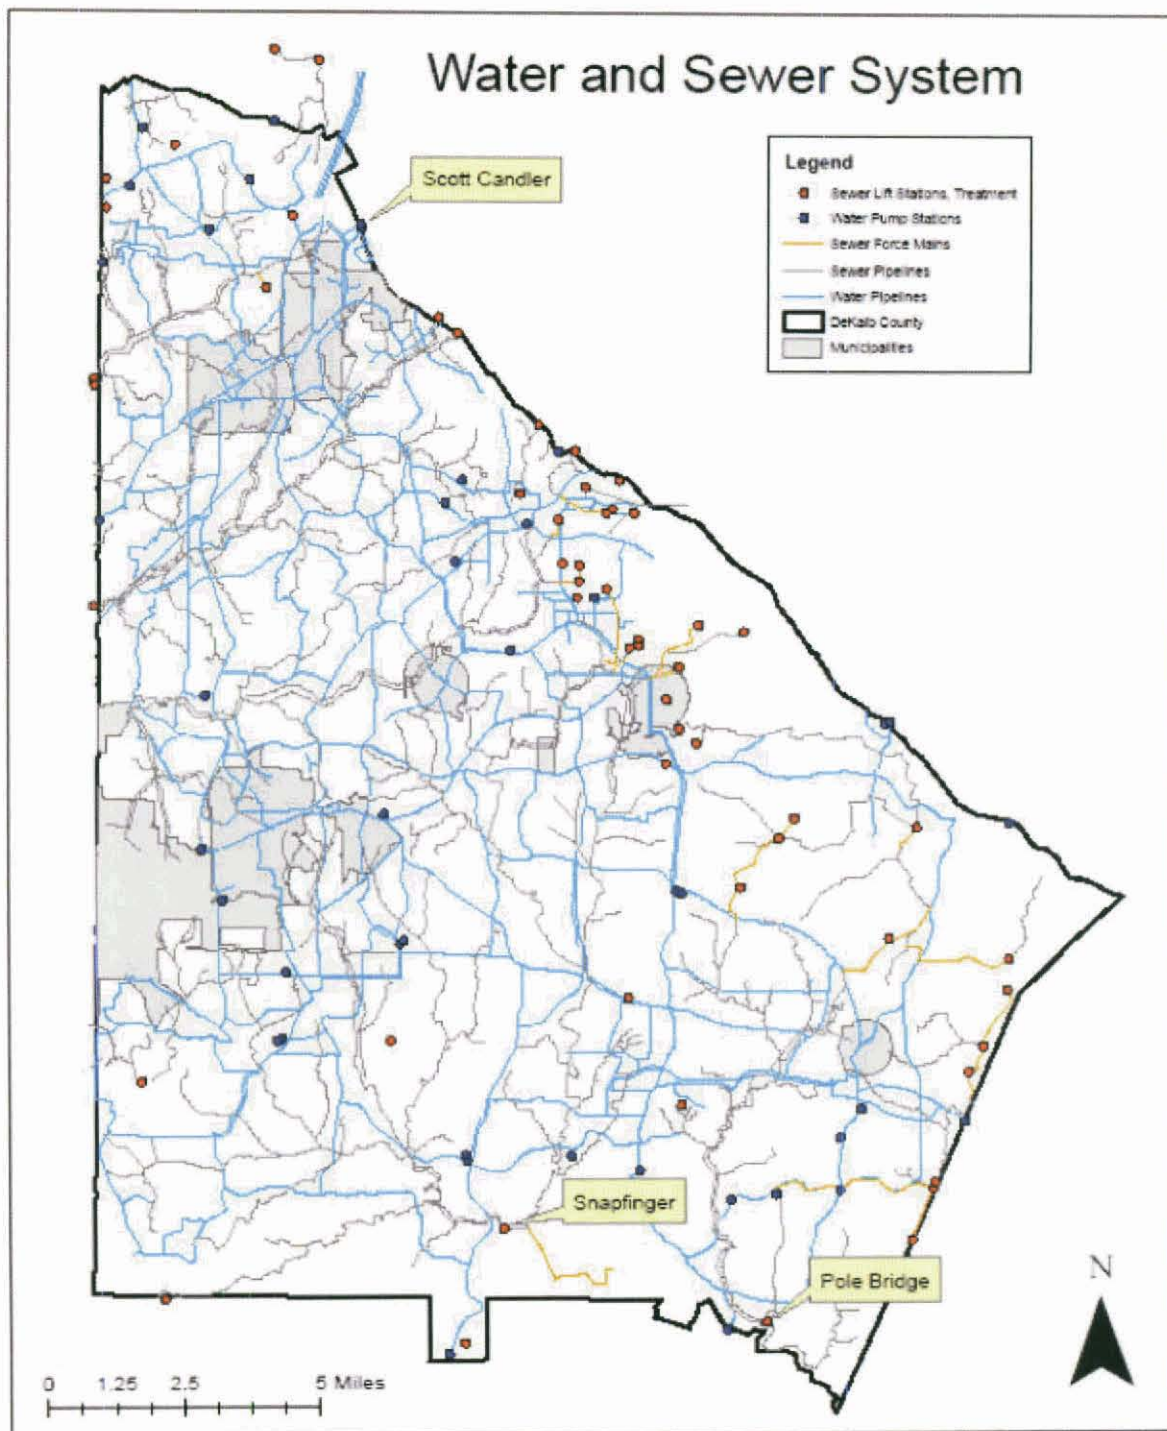 Water and Sewer System
Scott Candler
Legend
Sewer Lift Stations, Treatment
Water Pump Stations
Sewer Force Mains
Sewer Pipelines
Water Pipelines
DeKalb County
Municipalities
Snapfinger
Pole Bridge
N
0 1.25 2.5 5 Miles